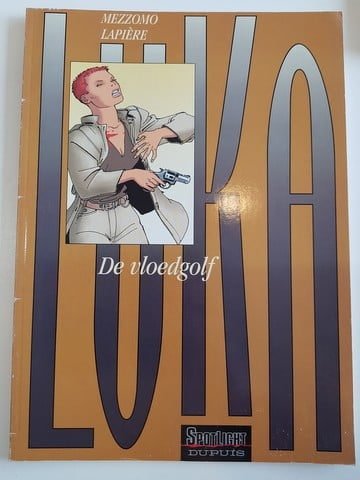 MEZZOMO
LAPIÈRE
LUKA
De vloedgolf
SPOTLIGHT
DUPUIS